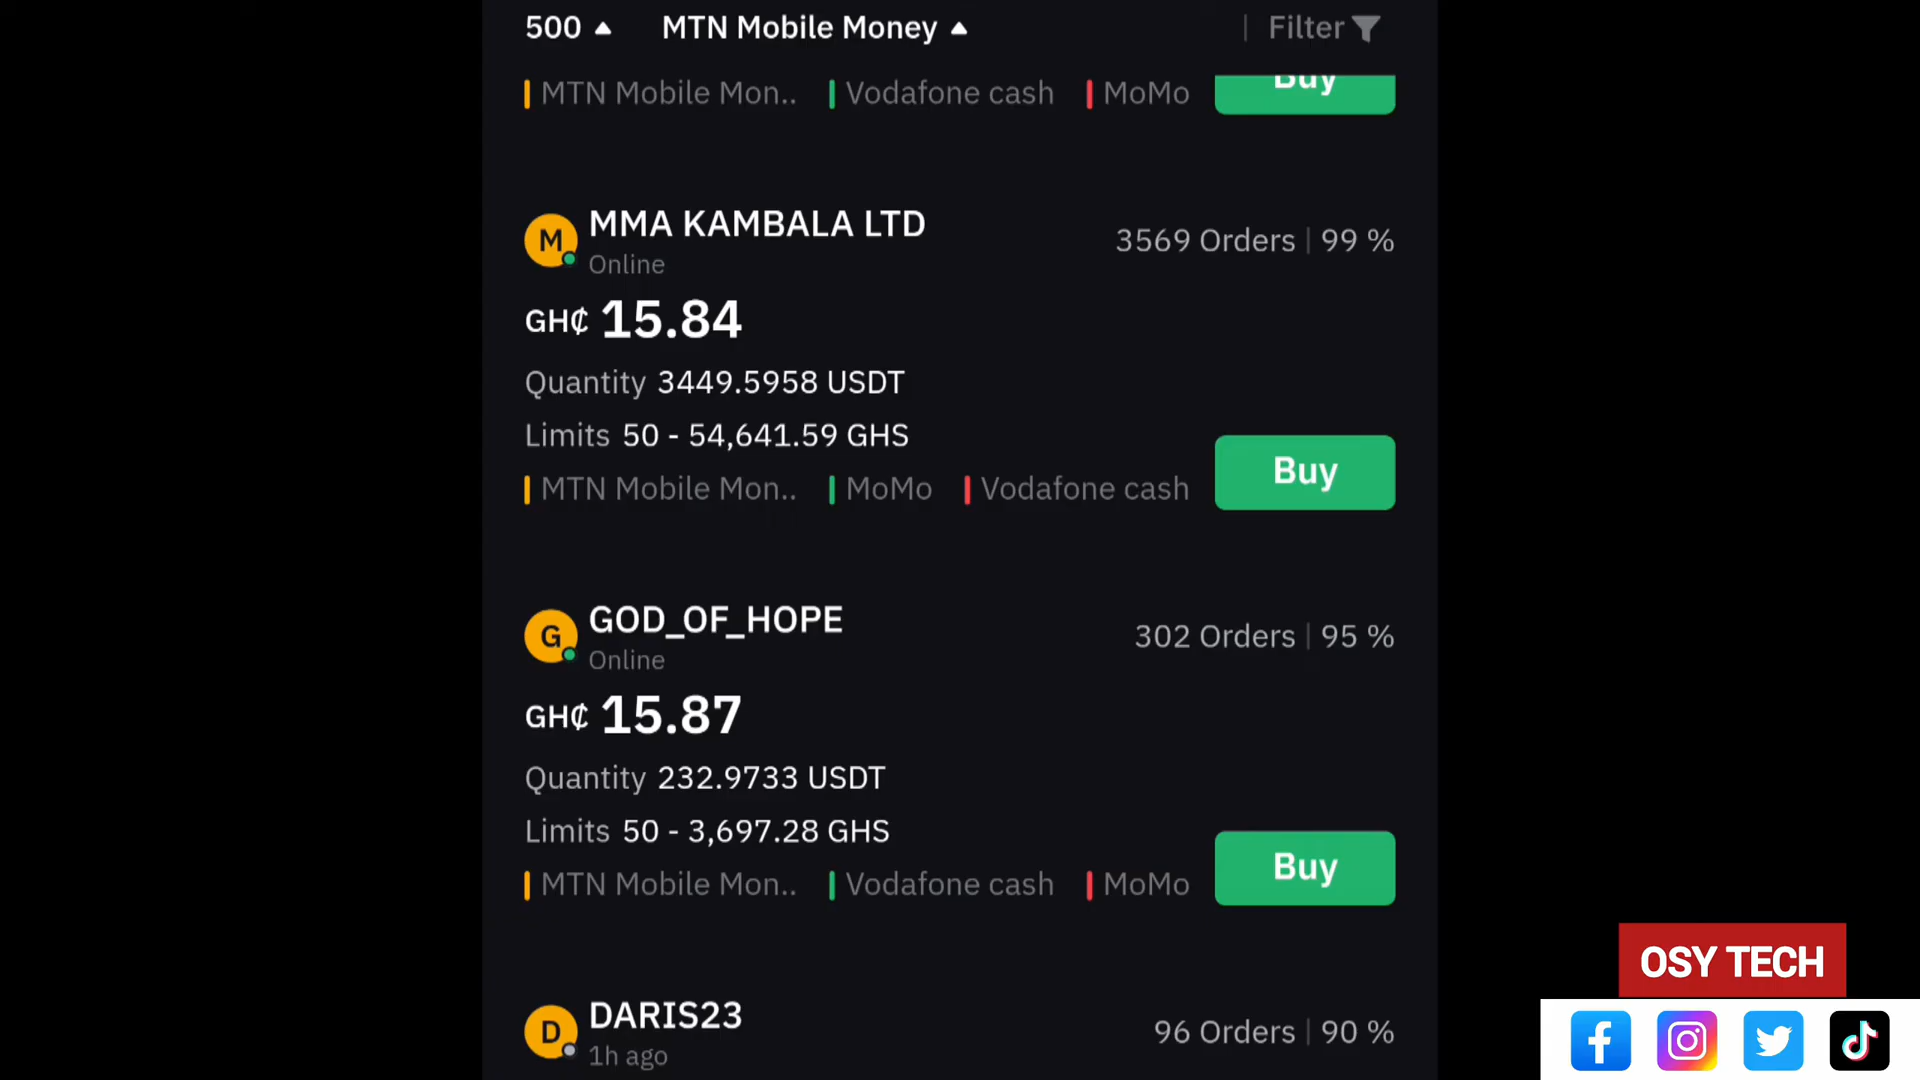 500 MTN Mobile Money Filter
MTN Mobile Mon.. Vodafone cash MoMo Buy
M MMA KAMBALA LTD 3569 Orders | 99 %
Online
GH₵ 15.84
Quantity 3449.5958 USDT
Limits 50 - 54,641.59 GHS
MTN Mobile Mon.. MoMo Vodafone cash Buy
G GOD_OF_HOPE 302 Orders | 95 %
Online
GH₵ 15.87
Quantity 232.9733 USDT
Limits 50 - 3,697.28 GHS
MTN Mobile Mon.. Vodafone cash MoMo Buy
D DARIS23 96 Orders | 90 %
1h ago
OSY TECH